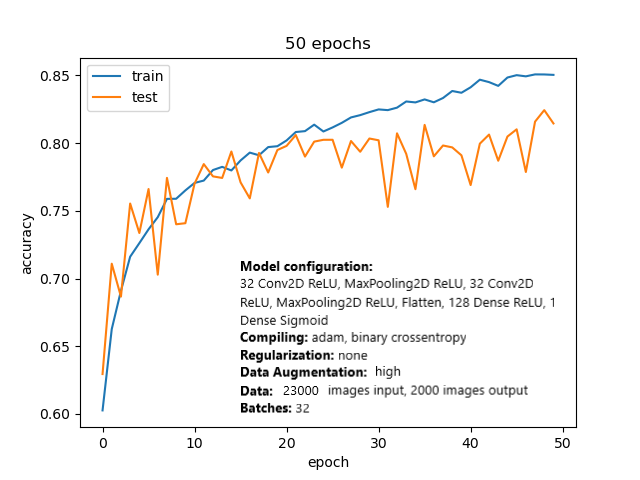 50 epochs
train
test
accuracy
0.85
0.80
0.75
0.70
0.65
0.60
Model configuration:
32 Conv2D ReLU, MaxPooling2D ReLU, 32 Conv2D
ReLU, MaxPooling2D ReLU, Flatten, 128 Dense ReLU, 1
Dense Sigmoid
Compiling: adam, binary crossentropy
Regularization: none
Data Augmentation: high
Data: 23000 images input, 2000 images output
Batches: 32
0 10 20 30 40 50
epoch